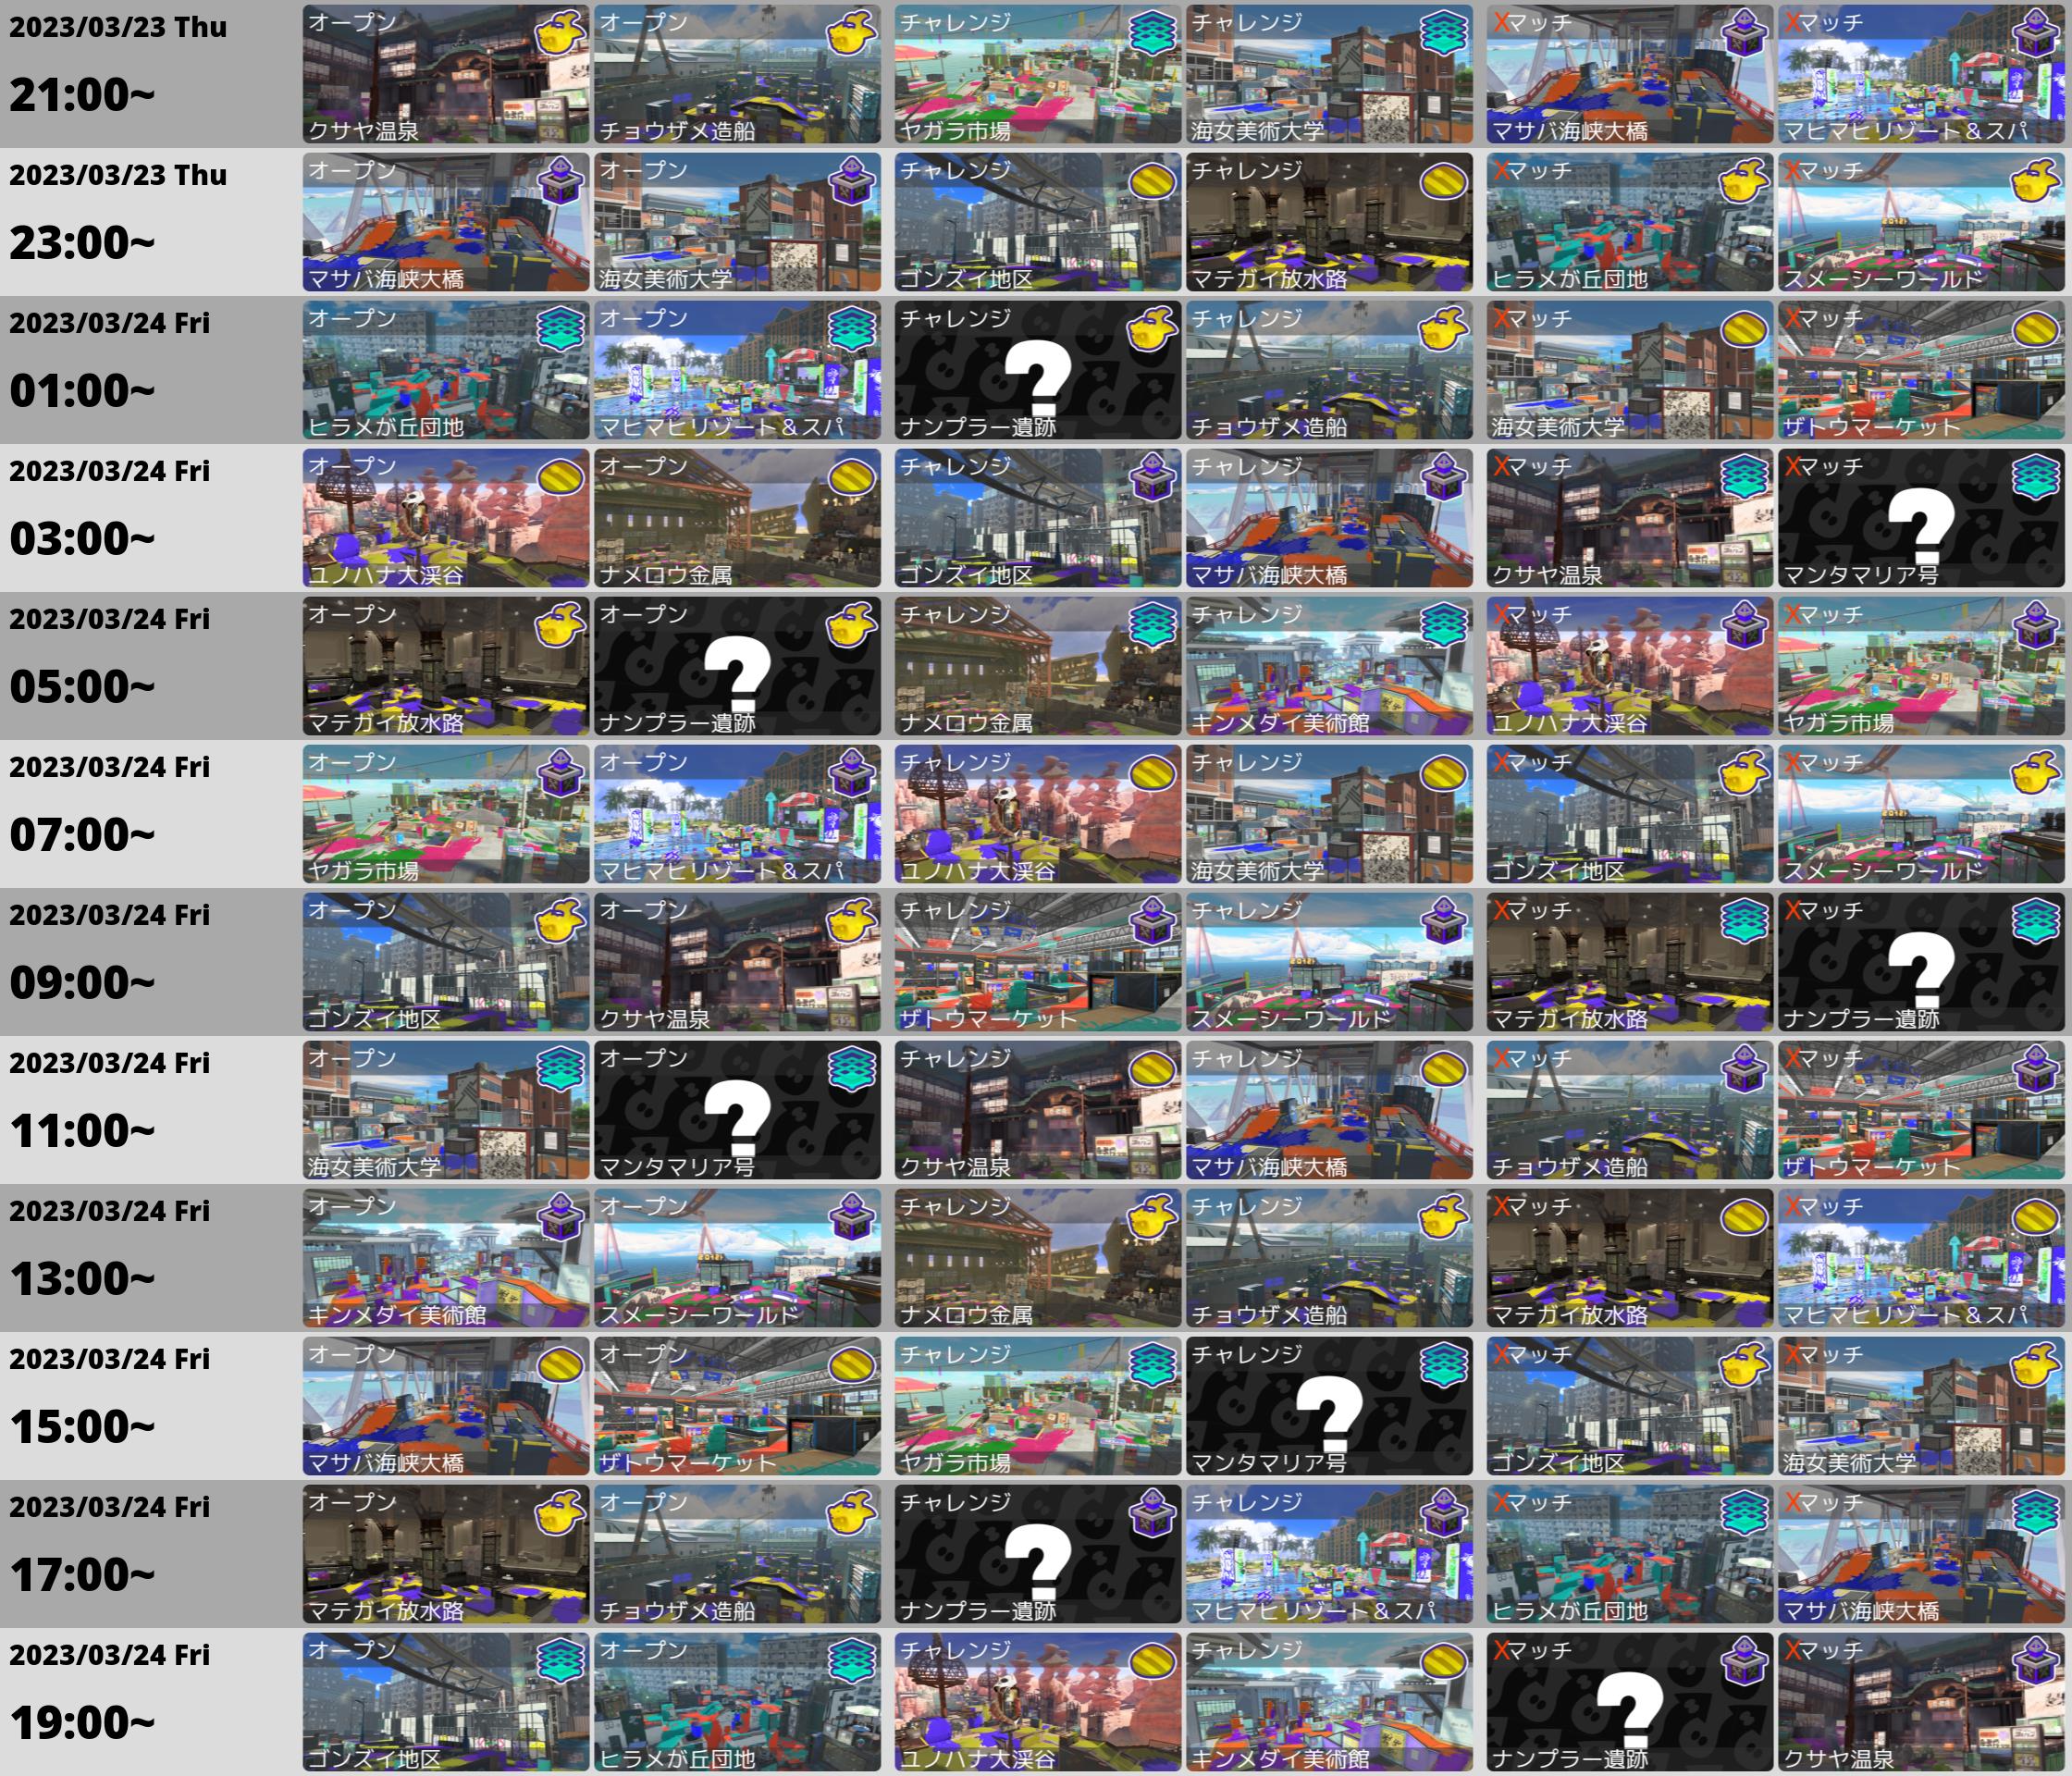 2023/03/23 Thu
21:00~
オープン
クサヤ温泉
オープン
チョウザメ造船
チャレンジ
ヤガラ市場
チャレンジ
海女美術大学
Xマッチ
マサバ海峡大橋
Xマッチ
マヒマヒリゾート＆スパ
2023/03/23 Thu
23:00~
オープン
マサバ海峡大橋
オープン
海女美術大学
チャレンジ
ゴンズイ地区
チャレンジ
マテガイ放水路
Xマッチ
ヒラメが丘団地
Xマッチ
スメーシーワールド
2023/03/24 Fri
01:00~
オープン
ヒラメが丘団地
オープン
マヒマヒリゾート＆スパ
チャレンジ
?
ナンプラー遺跡
チャレンジ
チョウザメ造船
Xマッチ
海女美術大学
Xマッチ
ザトウマーケット
2023/03/24 Fri
03:00~
オープン
ユノハナ大渓谷
オープン
ナメロウ金属
チャレンジ
ゴンズイ地区
チャレンジ
マサバ海峡大橋
Xマッチ
クサヤ温泉
Xマッチ
?
マンタマリア号
2023/03/24 Fri
05:00~
オープン
マテガイ放水路
オープン
?
ナンプラー遺跡
チャレンジ
ナメロウ金属
チャレンジ
キンメダイ美術館
Xマッチ
ユノハナ大渓谷
Xマッチ
ヤガラ市場
2023/03/24 Fri
07:00~
オープン
ヤガラ市場
オープン
マヒマヒリゾート＆スパ
チャレンジ
ユノハナ大渓谷
チャレンジ
海女美術大学
Xマッチ
ゴンズイ地区
Xマッチ
スメーシーワールド
2023/03/24 Fri
09:00~
オープン
ゴンズイ地区
オープン
クサヤ温泉
チャレンジ
ザトウマーケット
チャレンジ
スメーシーワールド
Xマッチ
マテガイ放水路
Xマッチ
?
ナンプラー遺跡
2023/03/24 Fri
11:00~
オープン
海女美術大学
オープン
?
マンタマリア号
チャレンジ
クサヤ温泉
チャレンジ
マサバ海峡大橋
Xマッチ
チョウザメ造船
Xマッチ
ザトウマーケット
2023/03/24 Fri
13:00~
オープン
キンメダイ美術館
オープン
スメーシーワールド
チャレンジ
ナメロウ金属
チャレンジ
チョウザメ造船
Xマッチ
マテガイ放水路
Xマッチ
マヒマヒリゾート＆スパ
2023/03/24 Fri
15:00~
オープン
マサバ海峡大橋
オープン
ザトウマーケット
チャレンジ
ヤガラ市場
チャレンジ
?
マンタマリア号
Xマッチ
ゴンズイ地区
Xマッチ
海女美術大学
2023/03/24 Fri
17:00~
オープン
マテガイ放水路
オープン
チョウザメ造船
チャレンジ
?
ナンプラー遺跡
チャレンジ
マヒマヒリゾート＆スパ
Xマッチ
ヒラメが丘団地
Xマッチ
マサバ海峡大橋
2023/03/24 Fri
19:00~
オープン
ゴンズイ地区
オープン
ヒラメが丘団地
チャレンジ
ユノハナ大渓谷
チャレンジ
キンメダイ美術館
Xマッチ
?
ナンプラー遺跡
Xマッチ
クサヤ温泉